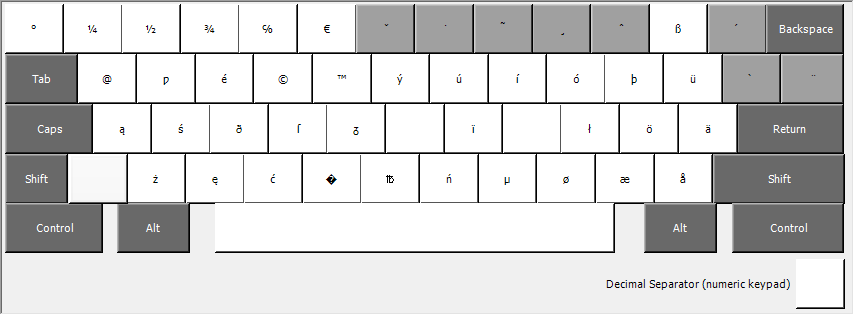 ° ¼ ½ ¾ ℅ € ˇ ˙ ˜ ¸ ˆ ß ´ Backspace
Tab @ é © ™ ý ú í ó þ ü ` ¨
Caps ą ś ð ſ ï ł ö ä Return
Shift ż ę ć � ñ µ ø æ å Shift
Control Alt Alt Control
Decimal Separator (numeric keypad)